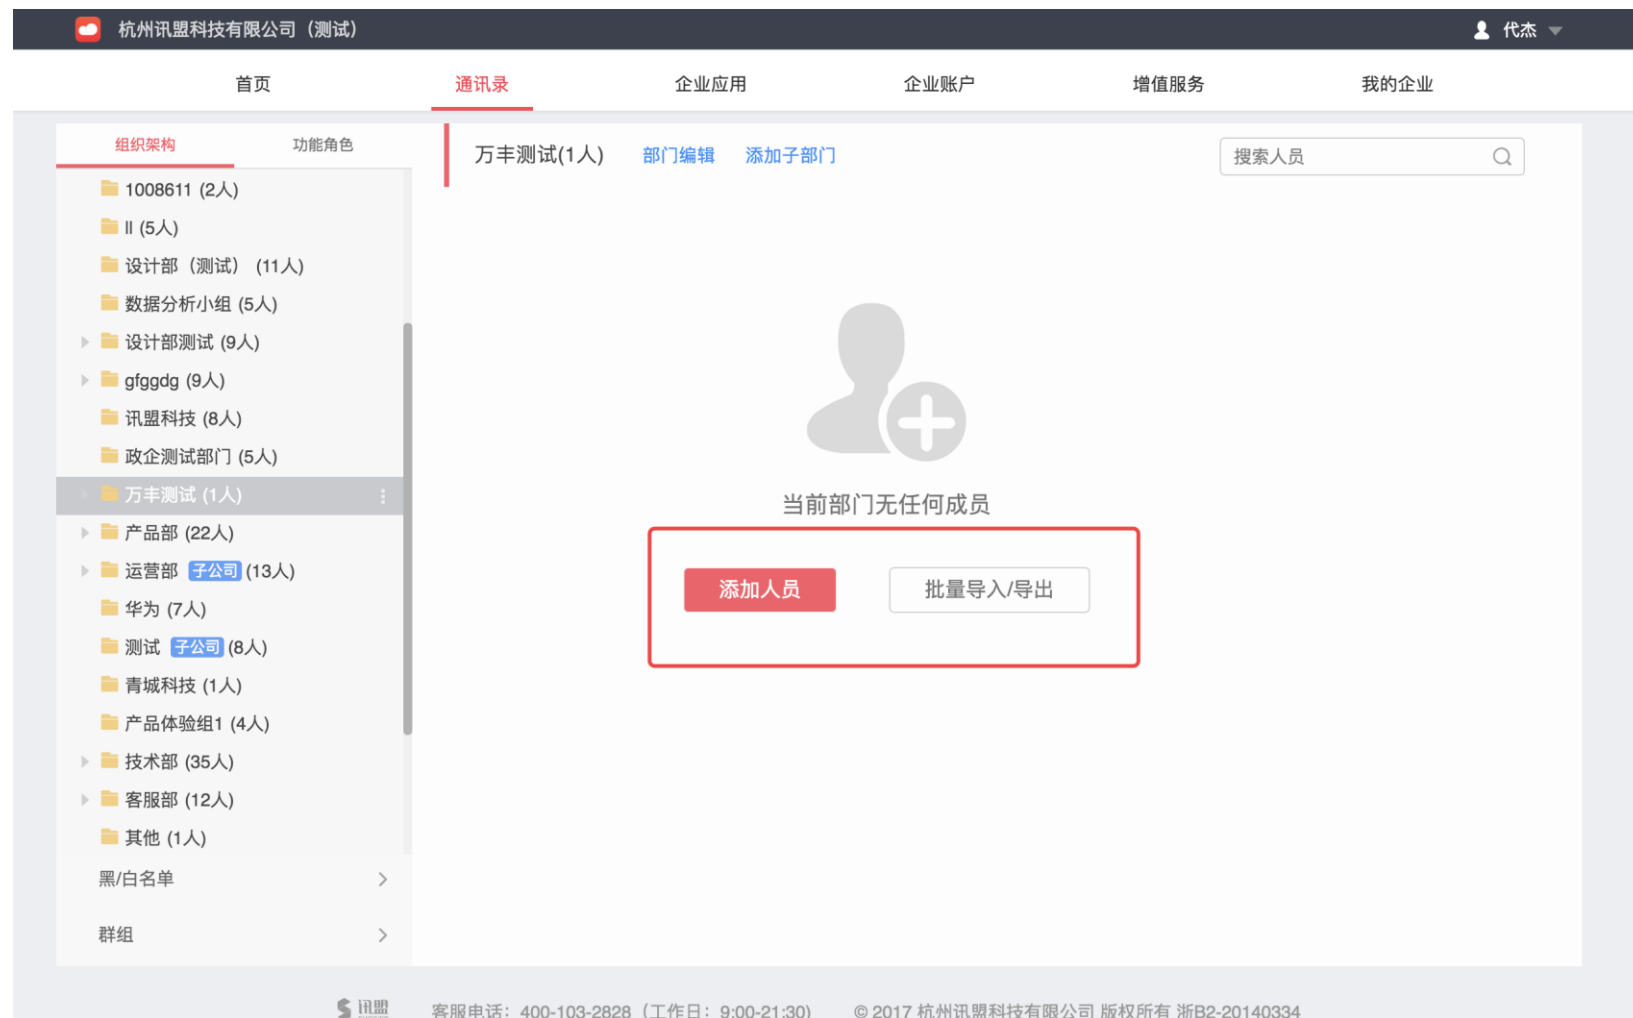 杭州讯盟科技有限公司（测试）
代杰
首页 通讯录 企业应用 企业账户 增值服务 我的企业
组织架构 功能角色
1008611 (2人)
ll (5人)
设计部（测试） (11人)
数据分析小组 (5人)
设计部测试 (9人)
gfggdg (9人)
讯盟科技 (8人)
政企测试部门 (5人)
万丰测试 (1人)
产品部 (22人)
运营部 子公司 (13人)
华为 (7人)
测试 子公司 (8人)
青城科技 (1人)
产品体验组1 (4人)
技术部 (35人)
客服部 (12人)
其他 (1人)
黑/白名单
群组
万丰测试(1人) 部门编辑 添加子部门
搜索人员
当前部门无任何成员
添加人员 批量导入/导出
讯盟 客服电话：400-103-2828（工作日：9:00-21:30） © 2017 杭州讯盟科技有限公司 版权所有 浙B2-20140334